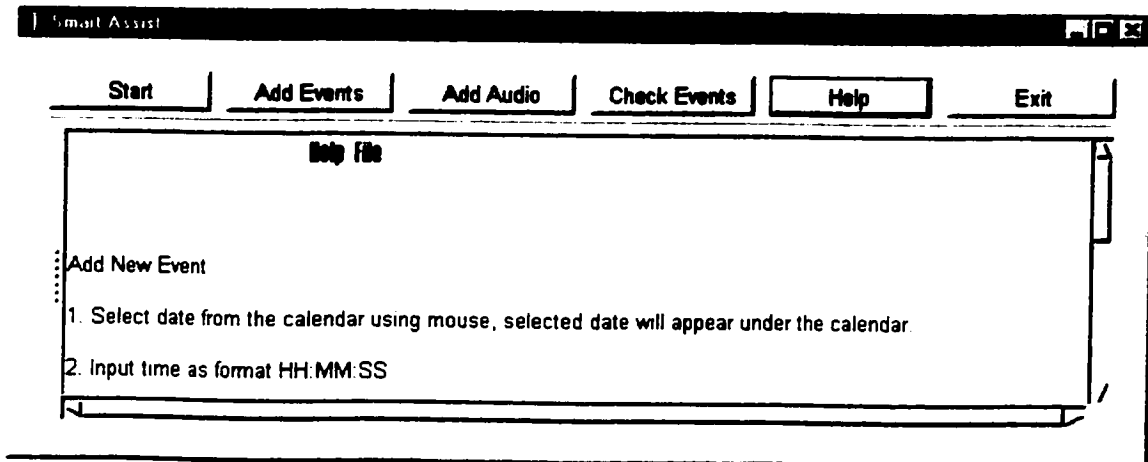 Smart Assist
Start Add Events Add Audio Check Events Help Exit
Help File
Add New Event
1. Select date from the calendar using mouse, selected date will appear under the calendar.
2. Input time as format HH:MM:SS